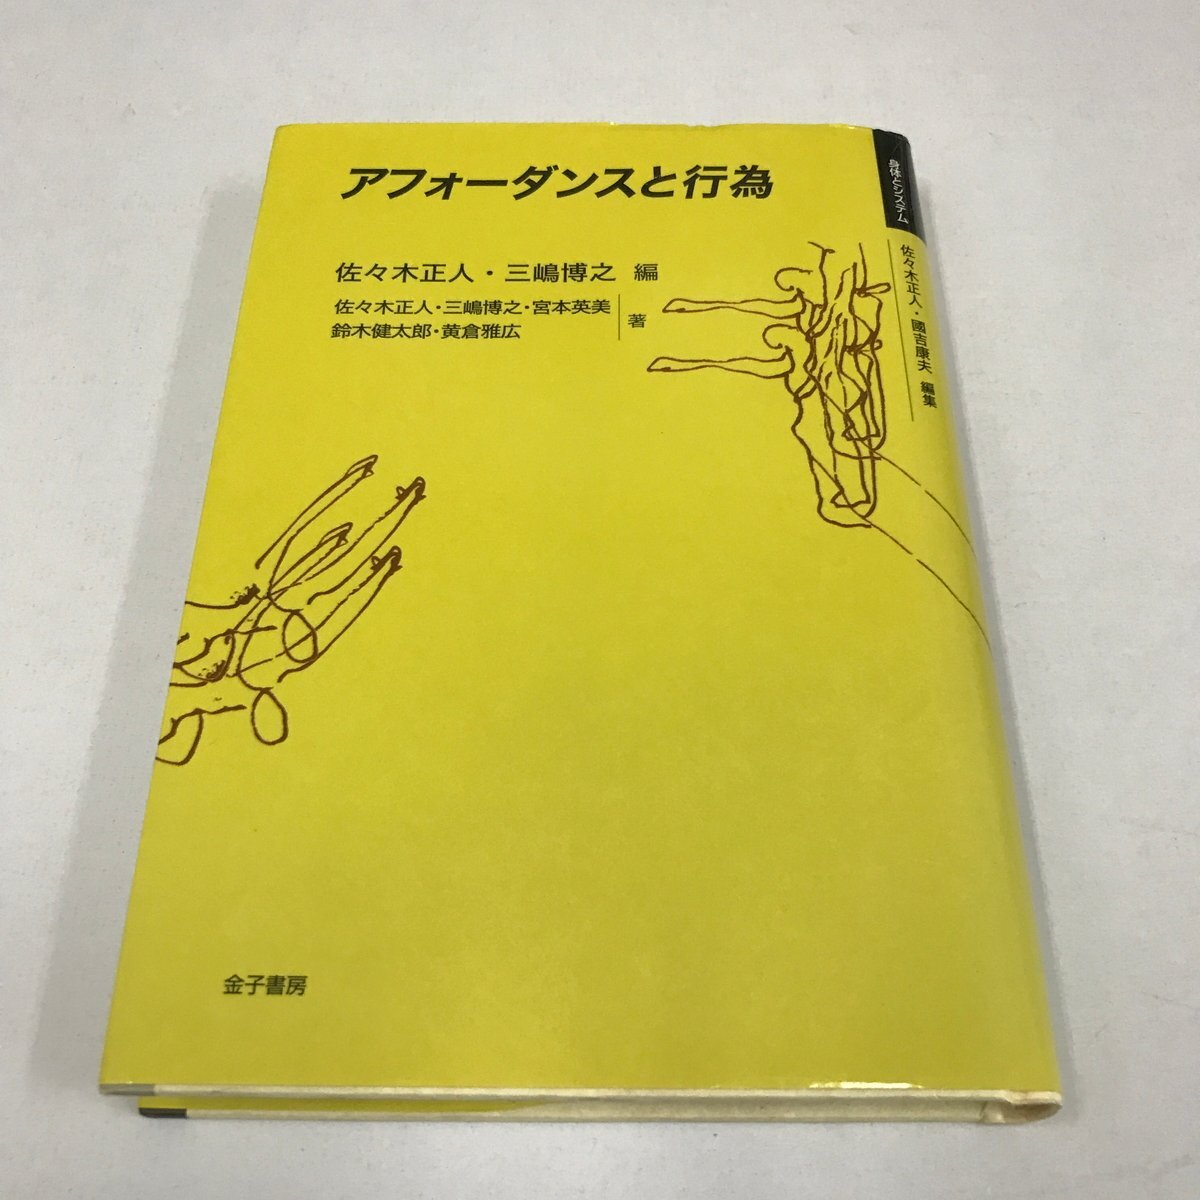 アフォーダンスと行為
佐々木正人・三嶋博之 編
佐々木正人・三嶋博之・宮本英美
鈴木健太郎・黄倉雅広
著
金子書房
身体とシステム
佐々木正人・國吉康夫 編集